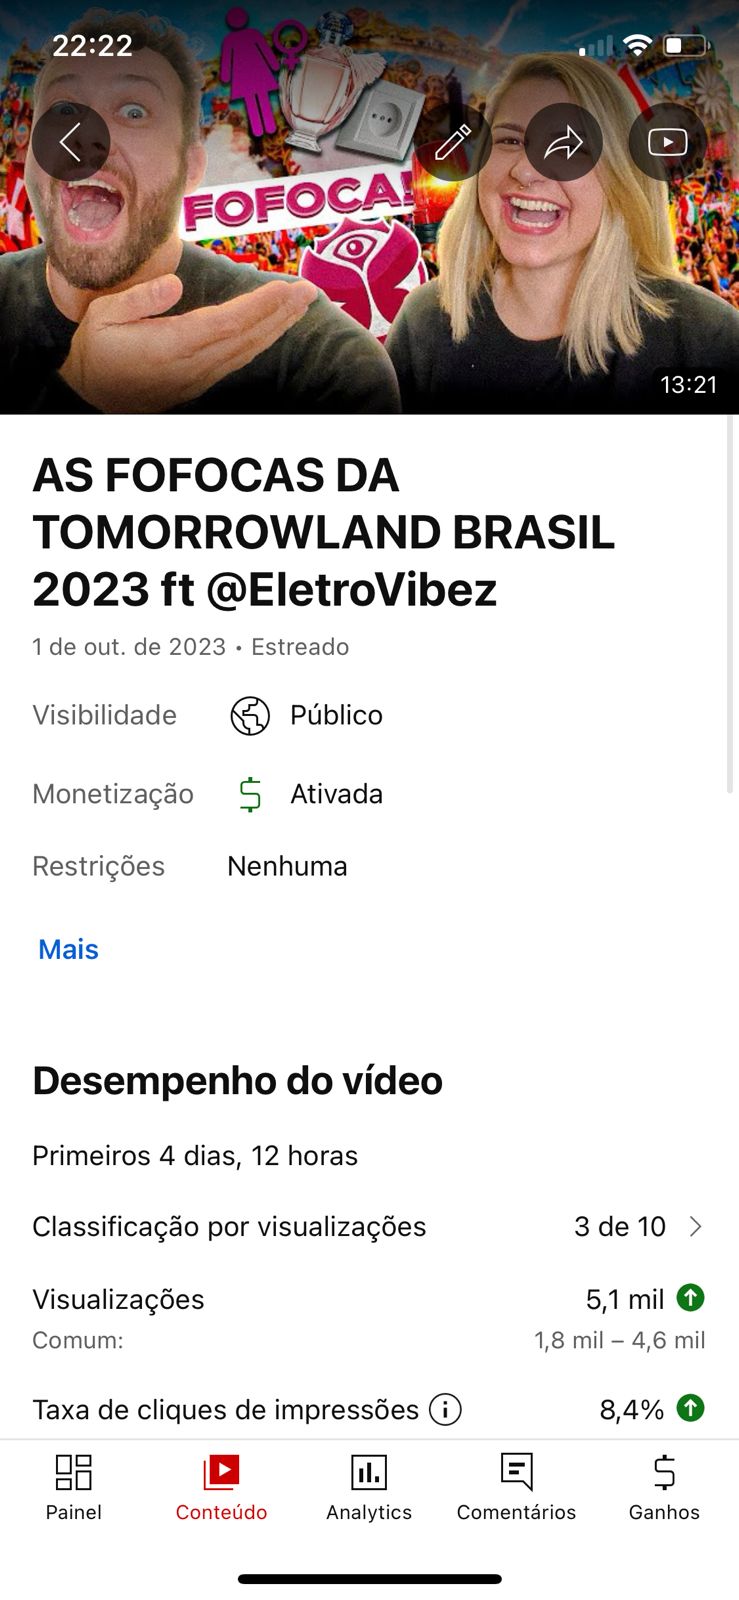 22:22
FOFOCA!
13:21
AS FOFOCAS DA
TOMORROWLAND BRASIL
2023 ft @EletroVibez
1 de out. de 2023 • Estreado
Visibilidade Público
Monetização Ativada
Restrições Nenhuma
Mais
Desempenho do vídeo
Primeiros 4 dias, 12 horas
Classificação por visualizações 3 de 10
Visualizações 5,1 mil
Comum: 1,8 mil – 4,6 mil
Taxa de cliques de impressões 8,4%
Painel Conteúdo Analytics Comentários Ganhos